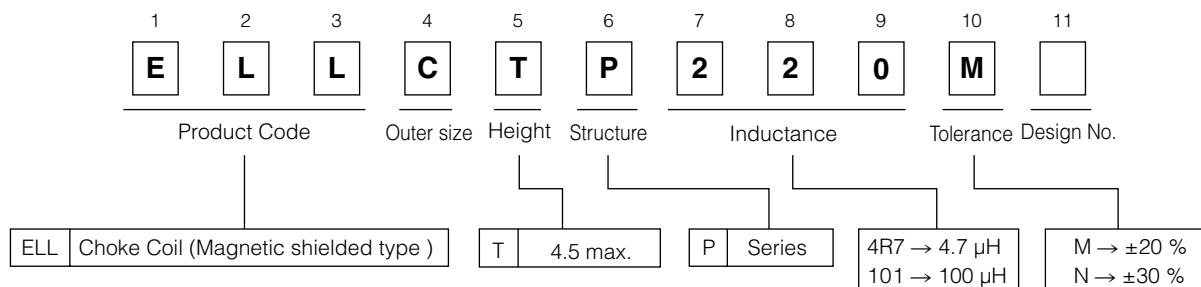 1 2 3 4 5 6 7 8 9 10 11
E L L C T P 2 2 0 M
Product Code Outer size Height Structure Inductance Tolerance Design No.
ELL Choke Coil (Magnetic shielded type ) T 4.5 max. P Series 4R7 → 4.7 µH M → ±20 %
101 → 100 µH N → ±30 %